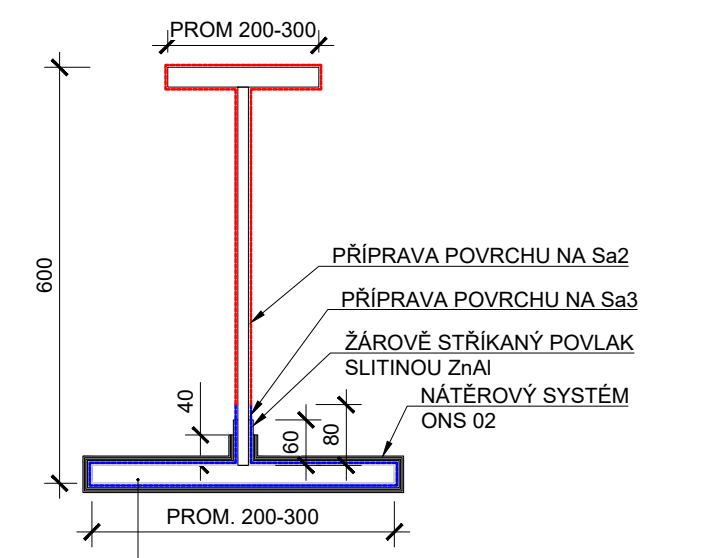 PROM 200-300
600
PŘÍPRAVA POVRCHU NA Sa2
PŘÍPRAVA POVRCHU NA Sa3
ŽÁROVĚ STŘÍKANÝ POVLAK
SLITINOU ZnAl
NÁTĚROVÝ SYSTÉM
ONS 02
40
60
80
PROM. 200-300